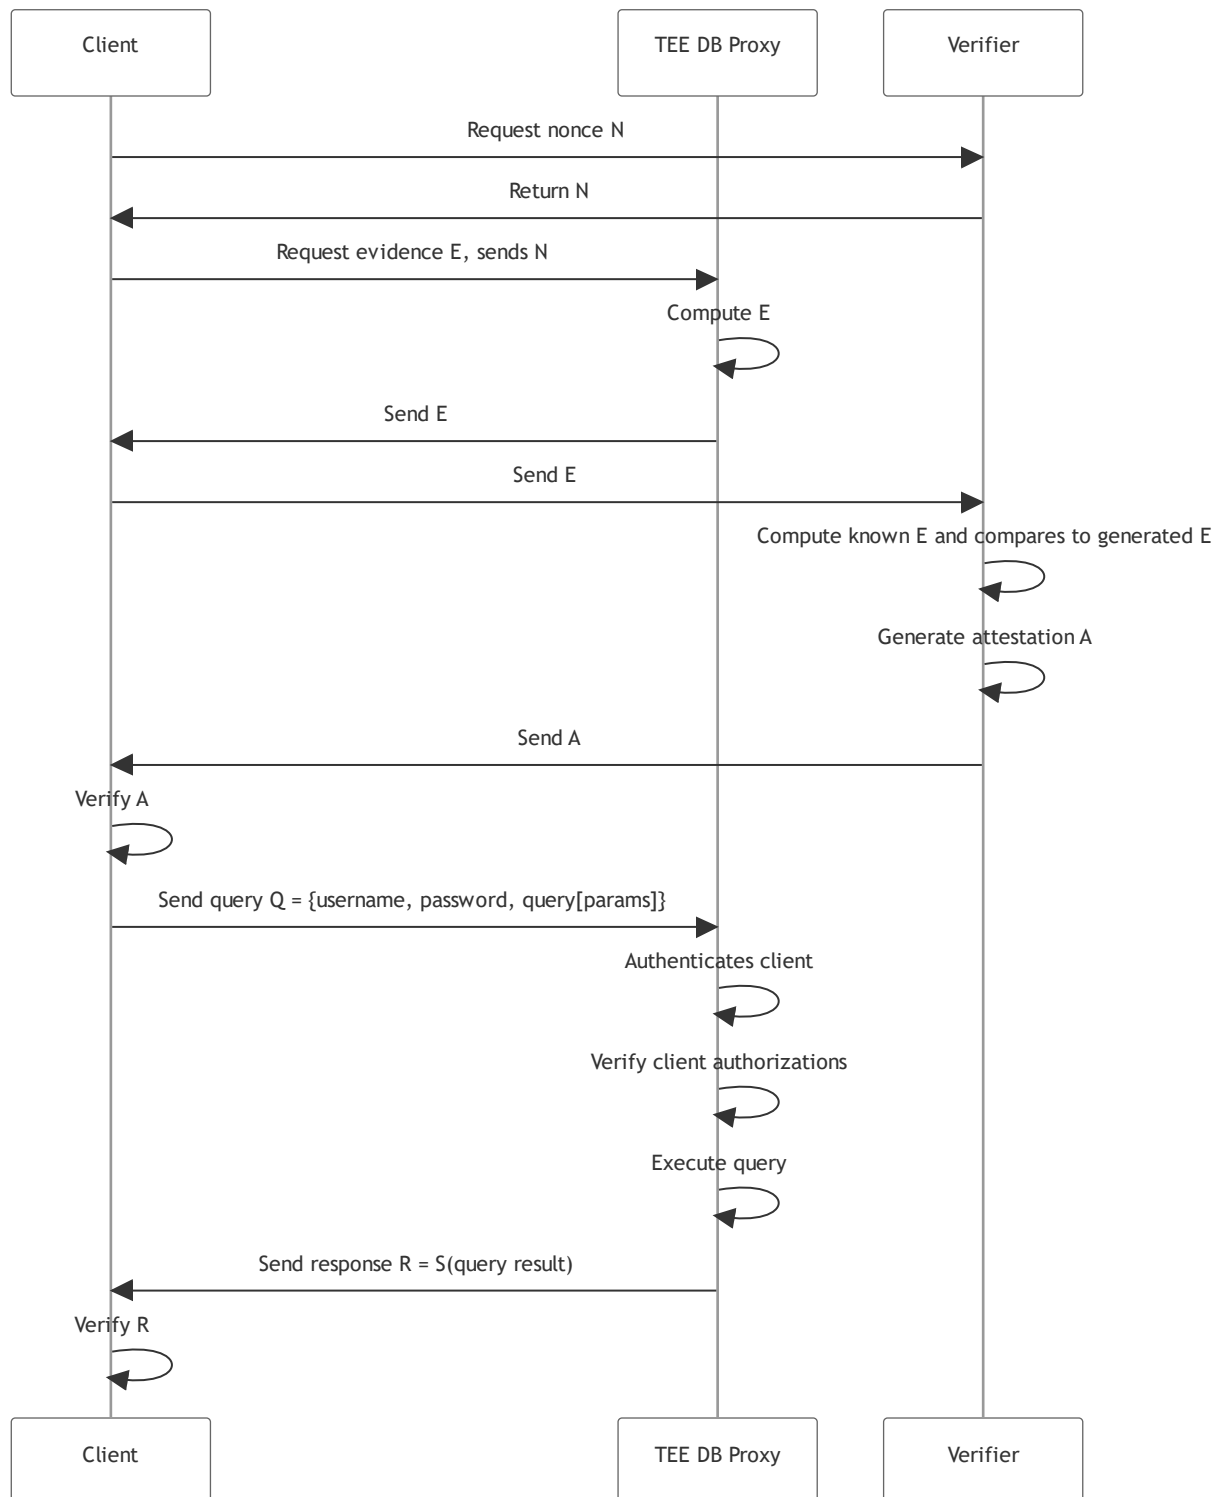 Client
TEE DB Proxy
Verifier
Request nonce N
Return N
Request evidence E, sends N
Compute E
Send E
Send E
Compute known E and compares to generated E
Generate attestation A
Send A
Verify A
Send query Q = {username, password, query[params]}
Authenticates client
Verify client authorizations
Execute query
Send response R = S(query result)
Verify R
Client
TEE DB Proxy
Verifier